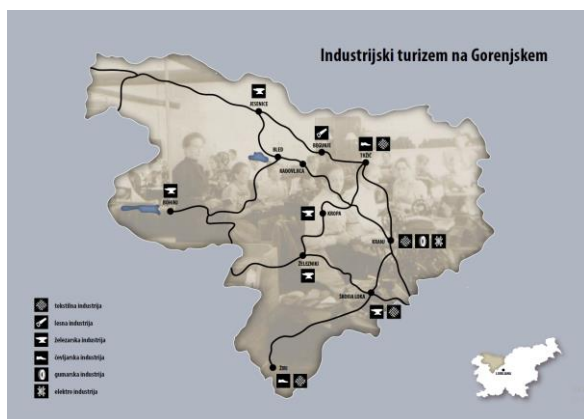 Industrijski turizem na Gorenjskem
JESENICE
BEGUNJE
TRŽIČ
BLED
RADOVLJICA
BOHINJ
KROPA
KRANJ
ŽELEZNIKI
ŠKOFJA LOKA
ŽIRI
tekstilna industrija
lesna industrija
železarska industrija
čevljarska industrija
gumarska industrija
elektro industrija
LJUBLJANA